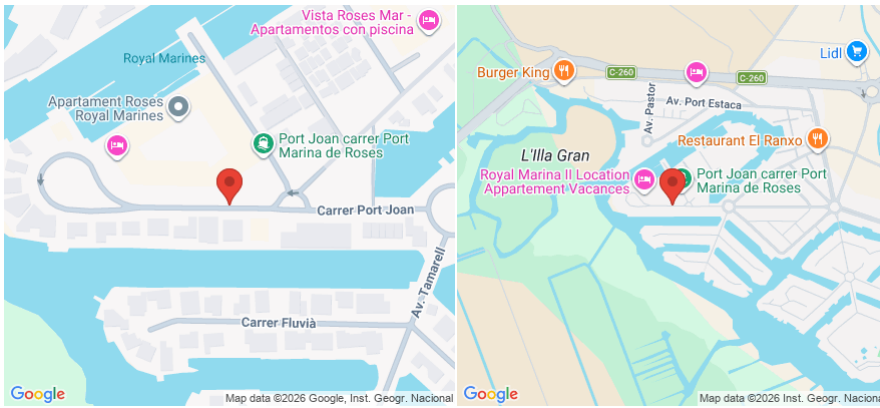 Vista Roses Mar -
Apartamentos con piscina
Royal Marines
Apartament Roses
Royal Marines
Port Joan carrer Port
Marina de Roses
Carrer Port Joan
Av. Tamarell
Carrer Fluvià
Google
Map data ©2026 Google, Inst. Geogr. Nacional
Lidl
Burger King
C-260
C-260
Av. Port Estaca
Av. Pastor
Restaurant El Ranxo
L'Illa Gran
Royal Marina II Location
Appartement Vacances
Port Joan carrer Port
Marina de Roses
Google
Map data ©2026 Google, Inst. Geogr. Nacional